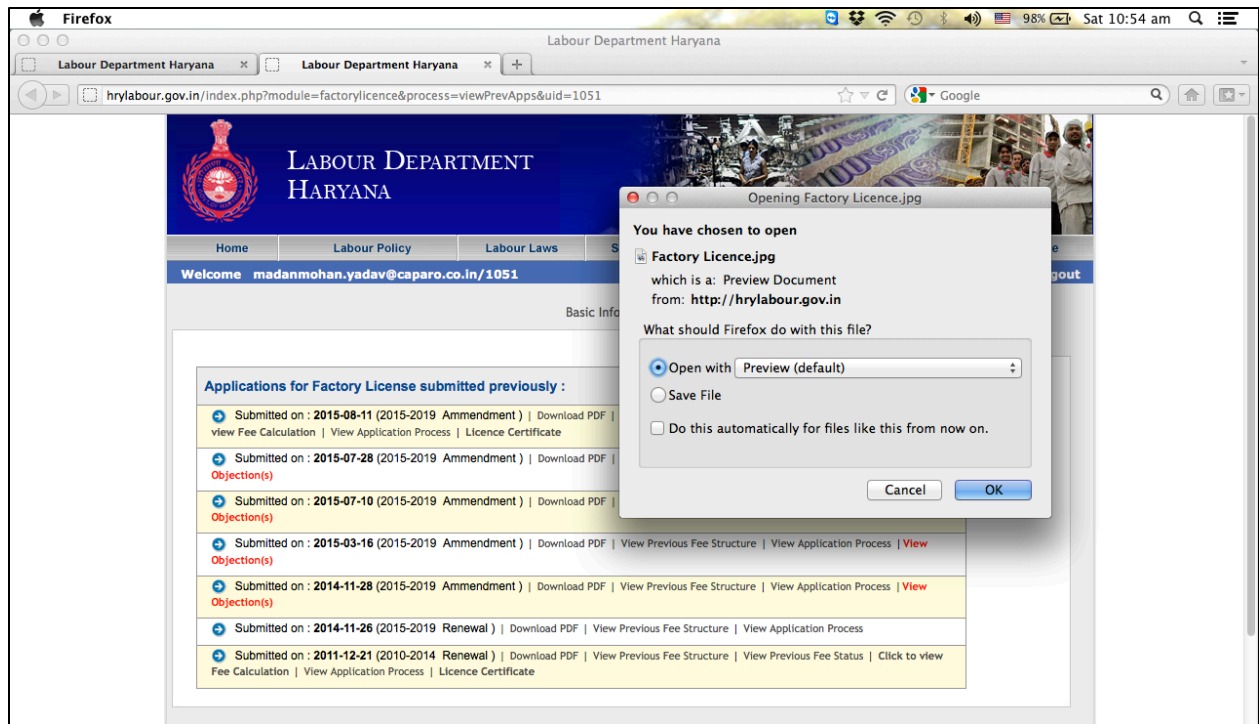 Firefox
98%
Sat 10:54 am
Labour Department Haryana
Labour Department Haryana
Labour Department Haryana
hrylabour.gov.in/index.php?module=factorylicence&process=viewPrevApps&uid=1051
Google
LABOUR DEPARTMENT
HARYANA
Home
Labour Policy
Labour Laws
S
e
Welcome madanmohan.yadav@caparo.co.in/1051
gout
Basic Info
Applications for Factory License submitted previously :
Submitted on : 2015-08-11 (2015-2019 Ammendment ) | Download PDF |
view Fee Calculation | View Application Process | Licence Certificate
Submitted on : 2015-07-28 (2015-2019 Ammendment ) | Download PDF |
Objection(s)
Submitted on : 2015-07-10 (2015-2019 Ammendment ) | Download PDF |
Objection(s)
Submitted on : 2015-03-16 (2015-2019 Ammendment ) | Download PDF | View Previous Fee Structure | View Application Process | View
Objection(s)
Submitted on : 2014-11-28 (2015-2019 Ammendment ) | Download PDF | View Previous Fee Structure | View Application Process | View
Objection(s)
Submitted on : 2014-11-26 (2015-2019 Renewal ) | Download PDF | View Previous Fee Structure | View Application Process
Submitted on : 2011-12-21 (2010-2014 Renewal ) | Download PDF | View Previous Fee Structure | View Previous Fee Status | Click to view
Fee Calculation | View Application Process | Licence Certificate
Opening Factory Licence.jpg
You have chosen to open
Factory Licence.jpg
which is a: Preview Document
from: http://hrylabour.gov.in
What should Firefox do with this file?
Open with Preview (default)
Save File
Do this automatically for files like this from now on.
Cancel
OK